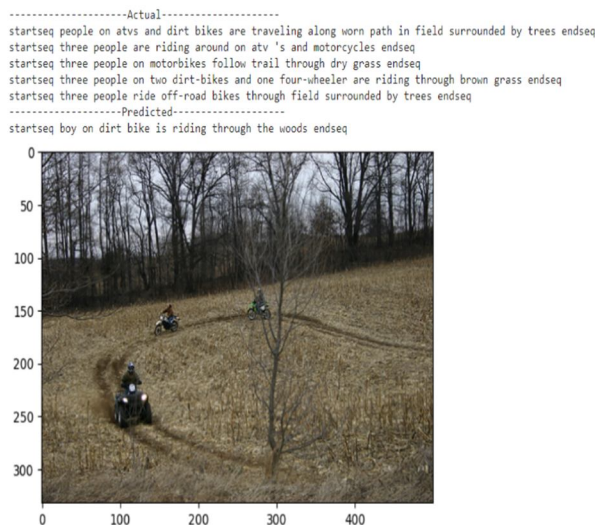 --------------------Actual--------------------
startseq people on atvs and dirt bikes are traveling along worn path in field surrounded by trees endseq
startseq three people are riding around on atv 's and motorcycles endseq
startseq three people on motorbikes follow trail through dry grass endseq
startseq three people on two dirt-bikes and one four-wheeler are riding through brown grass endseq
startseq three people ride off-road bikes through field surrounded by trees endseq
-------------------Predicted-------------------
startseq boy on dirt bike is riding through the woods endseq
0
50
100
150
200
250
300
0 100 200 300 400